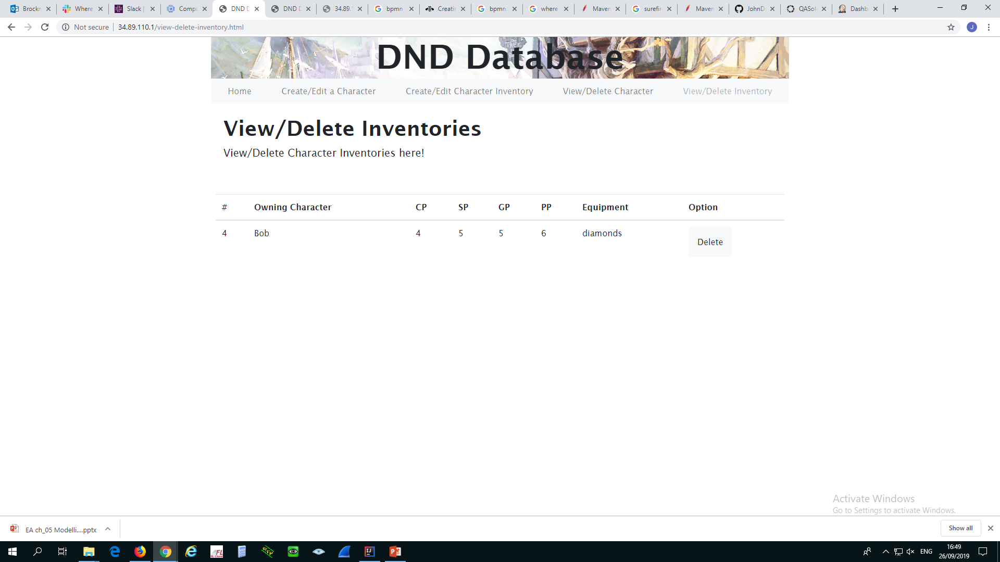 Brockn
Where
Slack |
Compu
DND D
DND D
34.89.1
bpmn
Creatin
bpmn
where
Maven
surefir
Maven
JohnD
QASol
Dashb
Not secure
34.89.110.1/view-delete-inventory.html
J
DND Database
Home
Create/Edit a Character
Create/Edit Character Inventory
View/Delete Character
View/Delete Inventory
View/Delete Inventories
View/Delete Character Inventories here!
# Owning Character CP SP GP PP Equipment Option
4 Bob 4 5 5 6 diamonds Delete
Activate Windows
Go to Settings to activate Windows.
EA ch_05 Modelli....pptx
Show all
ENG
16:49
26/09/2019